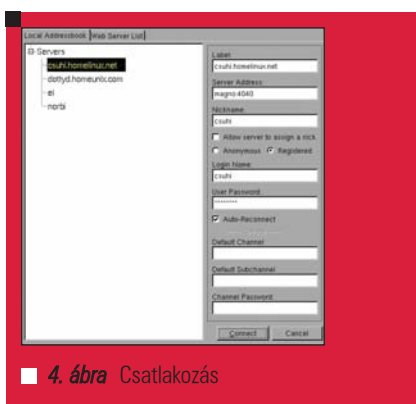 Local Addressbook Web Server List
Servers
csuhi.homelinux.net
dottyd.homeunix.com
ei
norbi
Label:
csuhi.homelinux.net
Server Address:
magno:4040
Nickname:
csuhi
Allow server to assign a nick
Anonymous Registered
Login Name:
csuhi
User Password:
********
Auto-Reconnect
Default Channel
Default Subchannel
Channel Password
Connect Cancel
4. ábra Csatlakozás